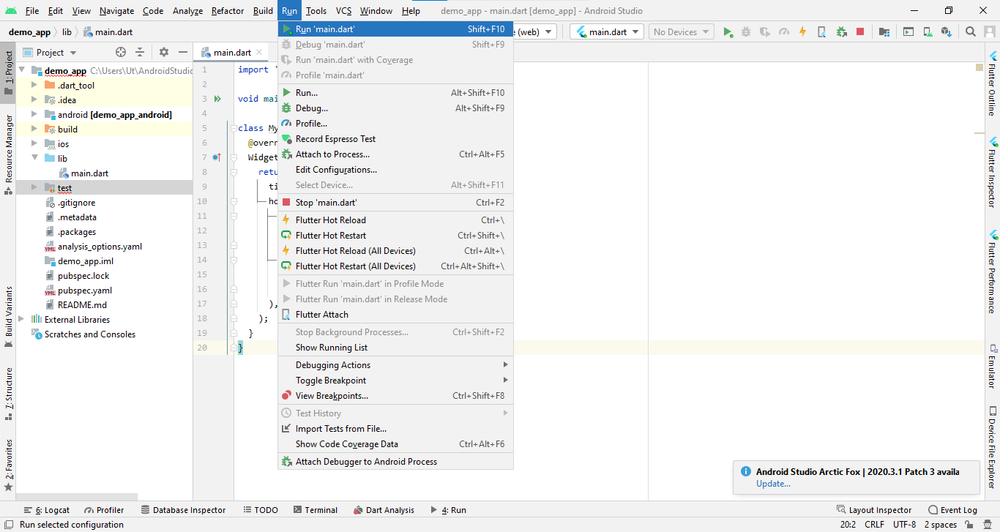 File Edit View Navigate Code Analyze Refactor Build Run Tools VCS Window Help demo_app - main.dart [demo_app] - Android Studio
demo_app lib main.dart
(web) main.dart No Devices
1: Project
Resource Manager
Build Variants
7: Structure
2: Favorites
Project
demo_app C:\Users\Ut\AndroidStudio
.dart_tool
.idea
android [demo_app_android]
build
ios
lib
main.dart
test
.gitignore
.metadata
.packages
analysis_options.yaml
demo_app.iml
pubspec.lock
pubspec.yaml
README.md
External Libraries
Scratches and Consoles
main.dart
1 import '
2
3 void mai
4
5 class My
6 @overr
7 Widget
8 retu
9 ti
10 ho
11
12
13
14
15
16
17 ),
18 );
19 }
20 }
Run 'main.dart' Shift+F10
Debug 'main.dart' Shift+F9
Run 'main.dart' with Coverage
Profile 'main.dart'
Run... Alt+Shift+F10
Debug... Alt+Shift+F9
Profile...
Record Espresso Test
Attach to Process... Ctrl+Alt+F5
Edit Configurations...
Select Device... Alt+Shift+F11
Stop 'main.dart' Ctrl+F2
Flutter Hot Reload Ctrl+\
Flutter Hot Restart Ctrl+Shift+\
Flutter Hot Reload (All Devices) Ctrl+Alt+\
Flutter Hot Restart (All Devices) Ctrl+Alt+Shift+\
Flutter Run 'main.dart' in Profile Mode
Flutter Run 'main.dart' in Release Mode
Flutter Attach
Stop Background Processes... Ctrl+Shift+F2
Show Running List
Debugging Actions
Toggle Breakpoint
View Breakpoints... Ctrl+Shift+F8
Test History
Import Tests from File...
Show Code Coverage Data Ctrl+Alt+F6
Attach Debugger to Android Process
Flutter Outline
Flutter Inspector
Flutter Performance
Emulator
Device File Explorer
Android Studio Arctic Fox | 2020.3.1 Patch 3 availa
Update...
6: Logcat Profiler Database Inspector TODO Terminal Dart Analysis 4: Run Layout Inspector Event Log
Run selected configuration 20:2 CRLF UTF-8 2 spaces